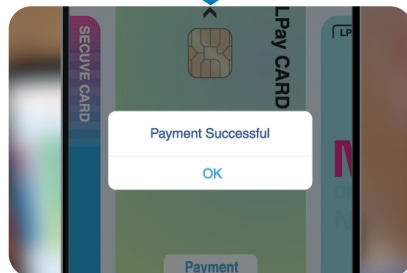 SECUVE CARD
LPay CARD
LP
Payment Successful
OK
Payment